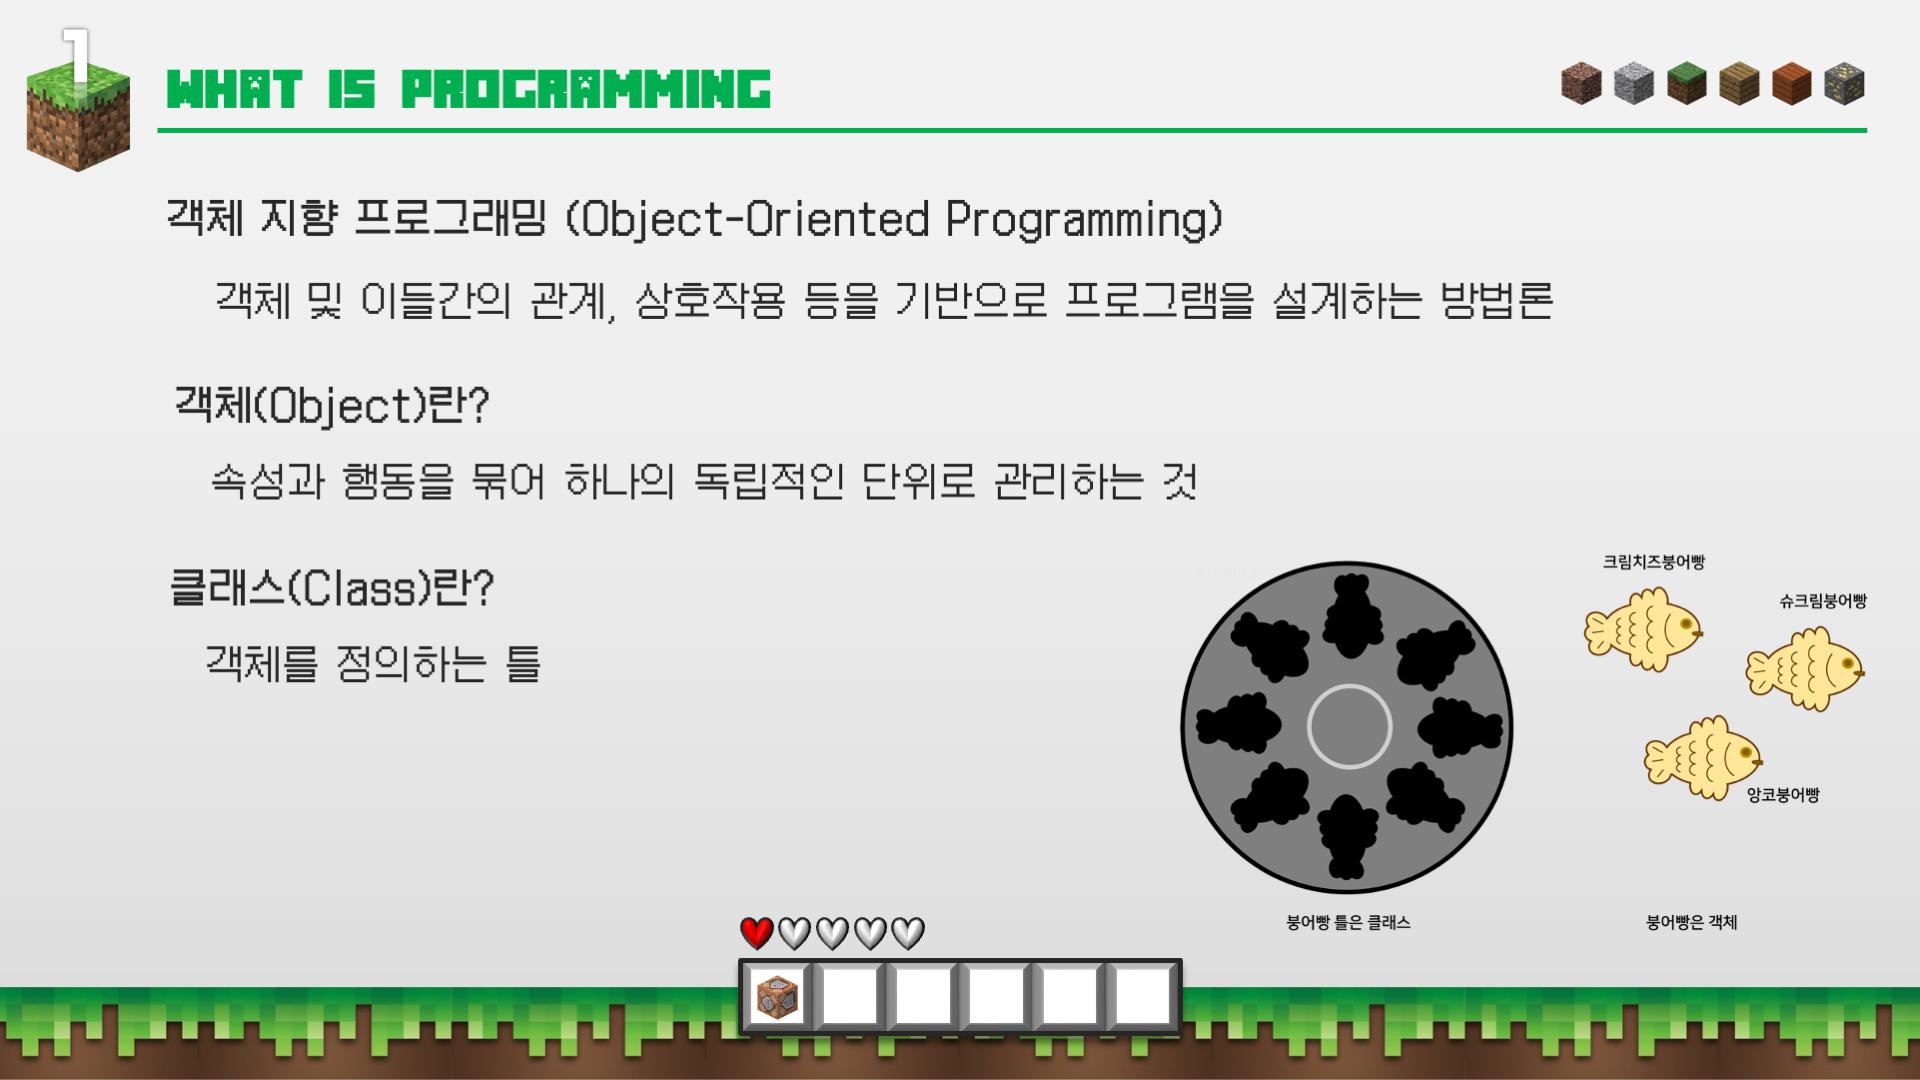 1
WHAT IS PROGRAMMING
객체 지향 프로그래밍 (Object-Oriented Programming)
객체 및 이들간의 관계, 상호작용 등을 기반으로 프로그램을 설계하는 방법론
객체(Object)란?
속성과 행동을 묶어 하나의 독립적인 단위로 관리하는 것
클래스(Class)란?
객체를 정의하는 틀
크림치즈붕어빵
슈크림붕어빵
앙코붕어빵
붕어빵 틀은 클래스
붕어빵은 객체